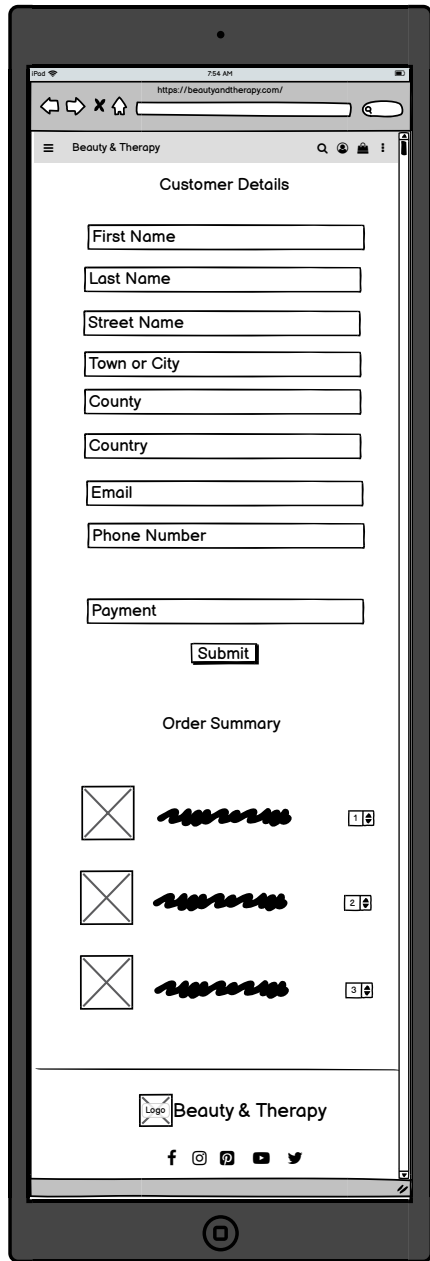 iPad 7:54 AM
https://beautyandtherapy.com/
Beauty & Therapy
Customer Details
First Name
Last Name
Street Name
Town or City
County
Country
Email
Phone Number
Payment
Submit
Order Summary
1
2
3
Logo Beauty & Therapy